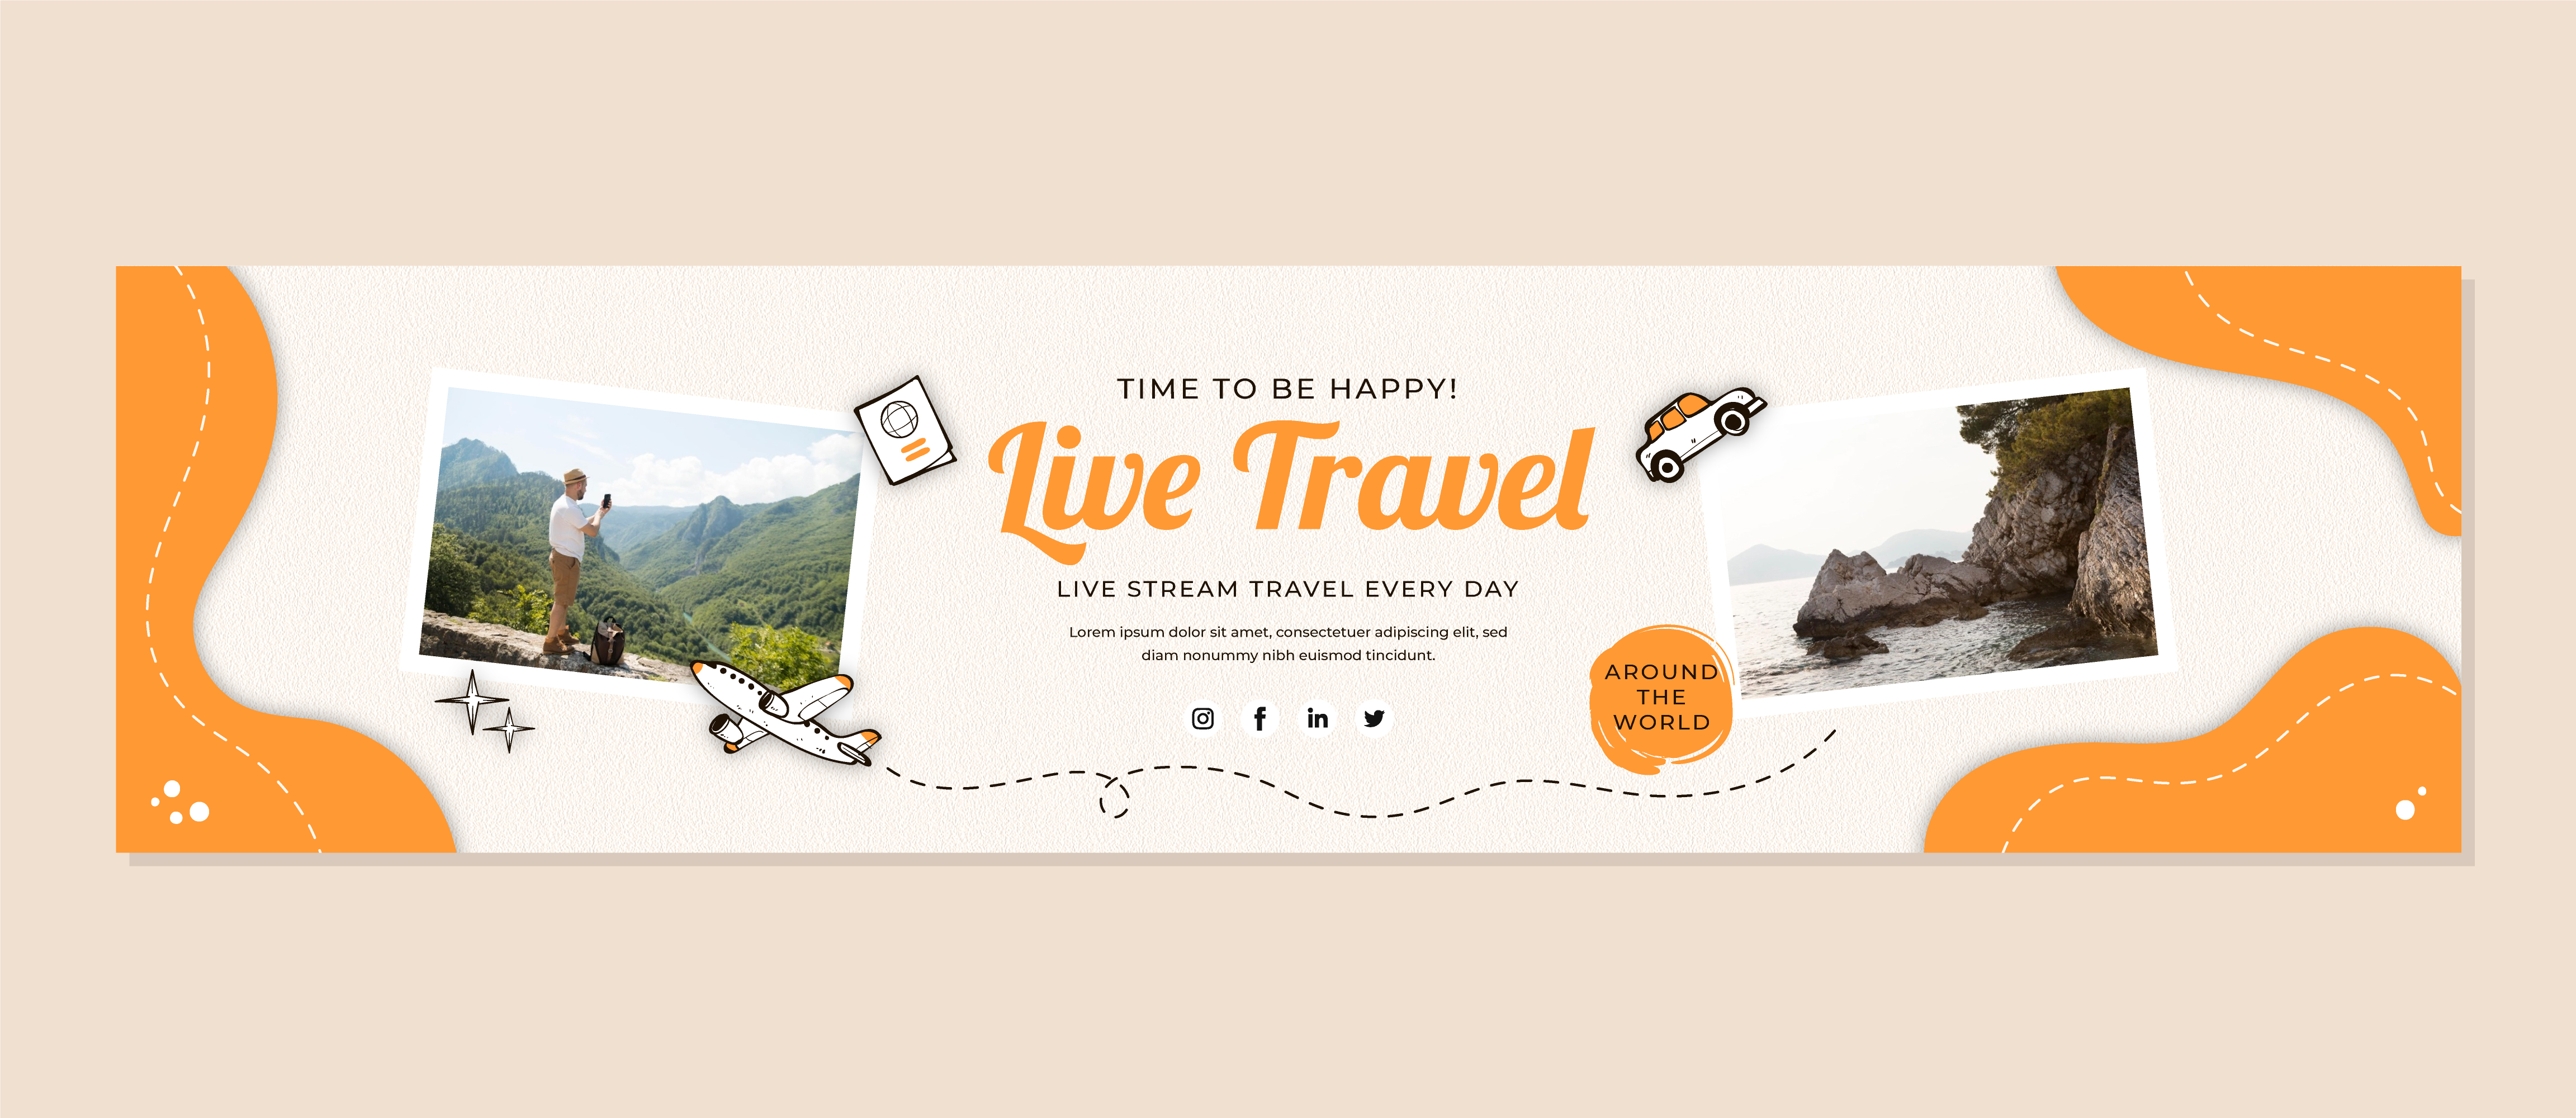 TIME TO BE HAPPY!
Live Travel
LIVE STREAM TRAVEL EVERY DAY
Lorem ipsum dolor sit amet, consectetuer adipiscing elit, sed
diam nonummy nibh euismod tincidunt.
AROUND
THE
WORLD